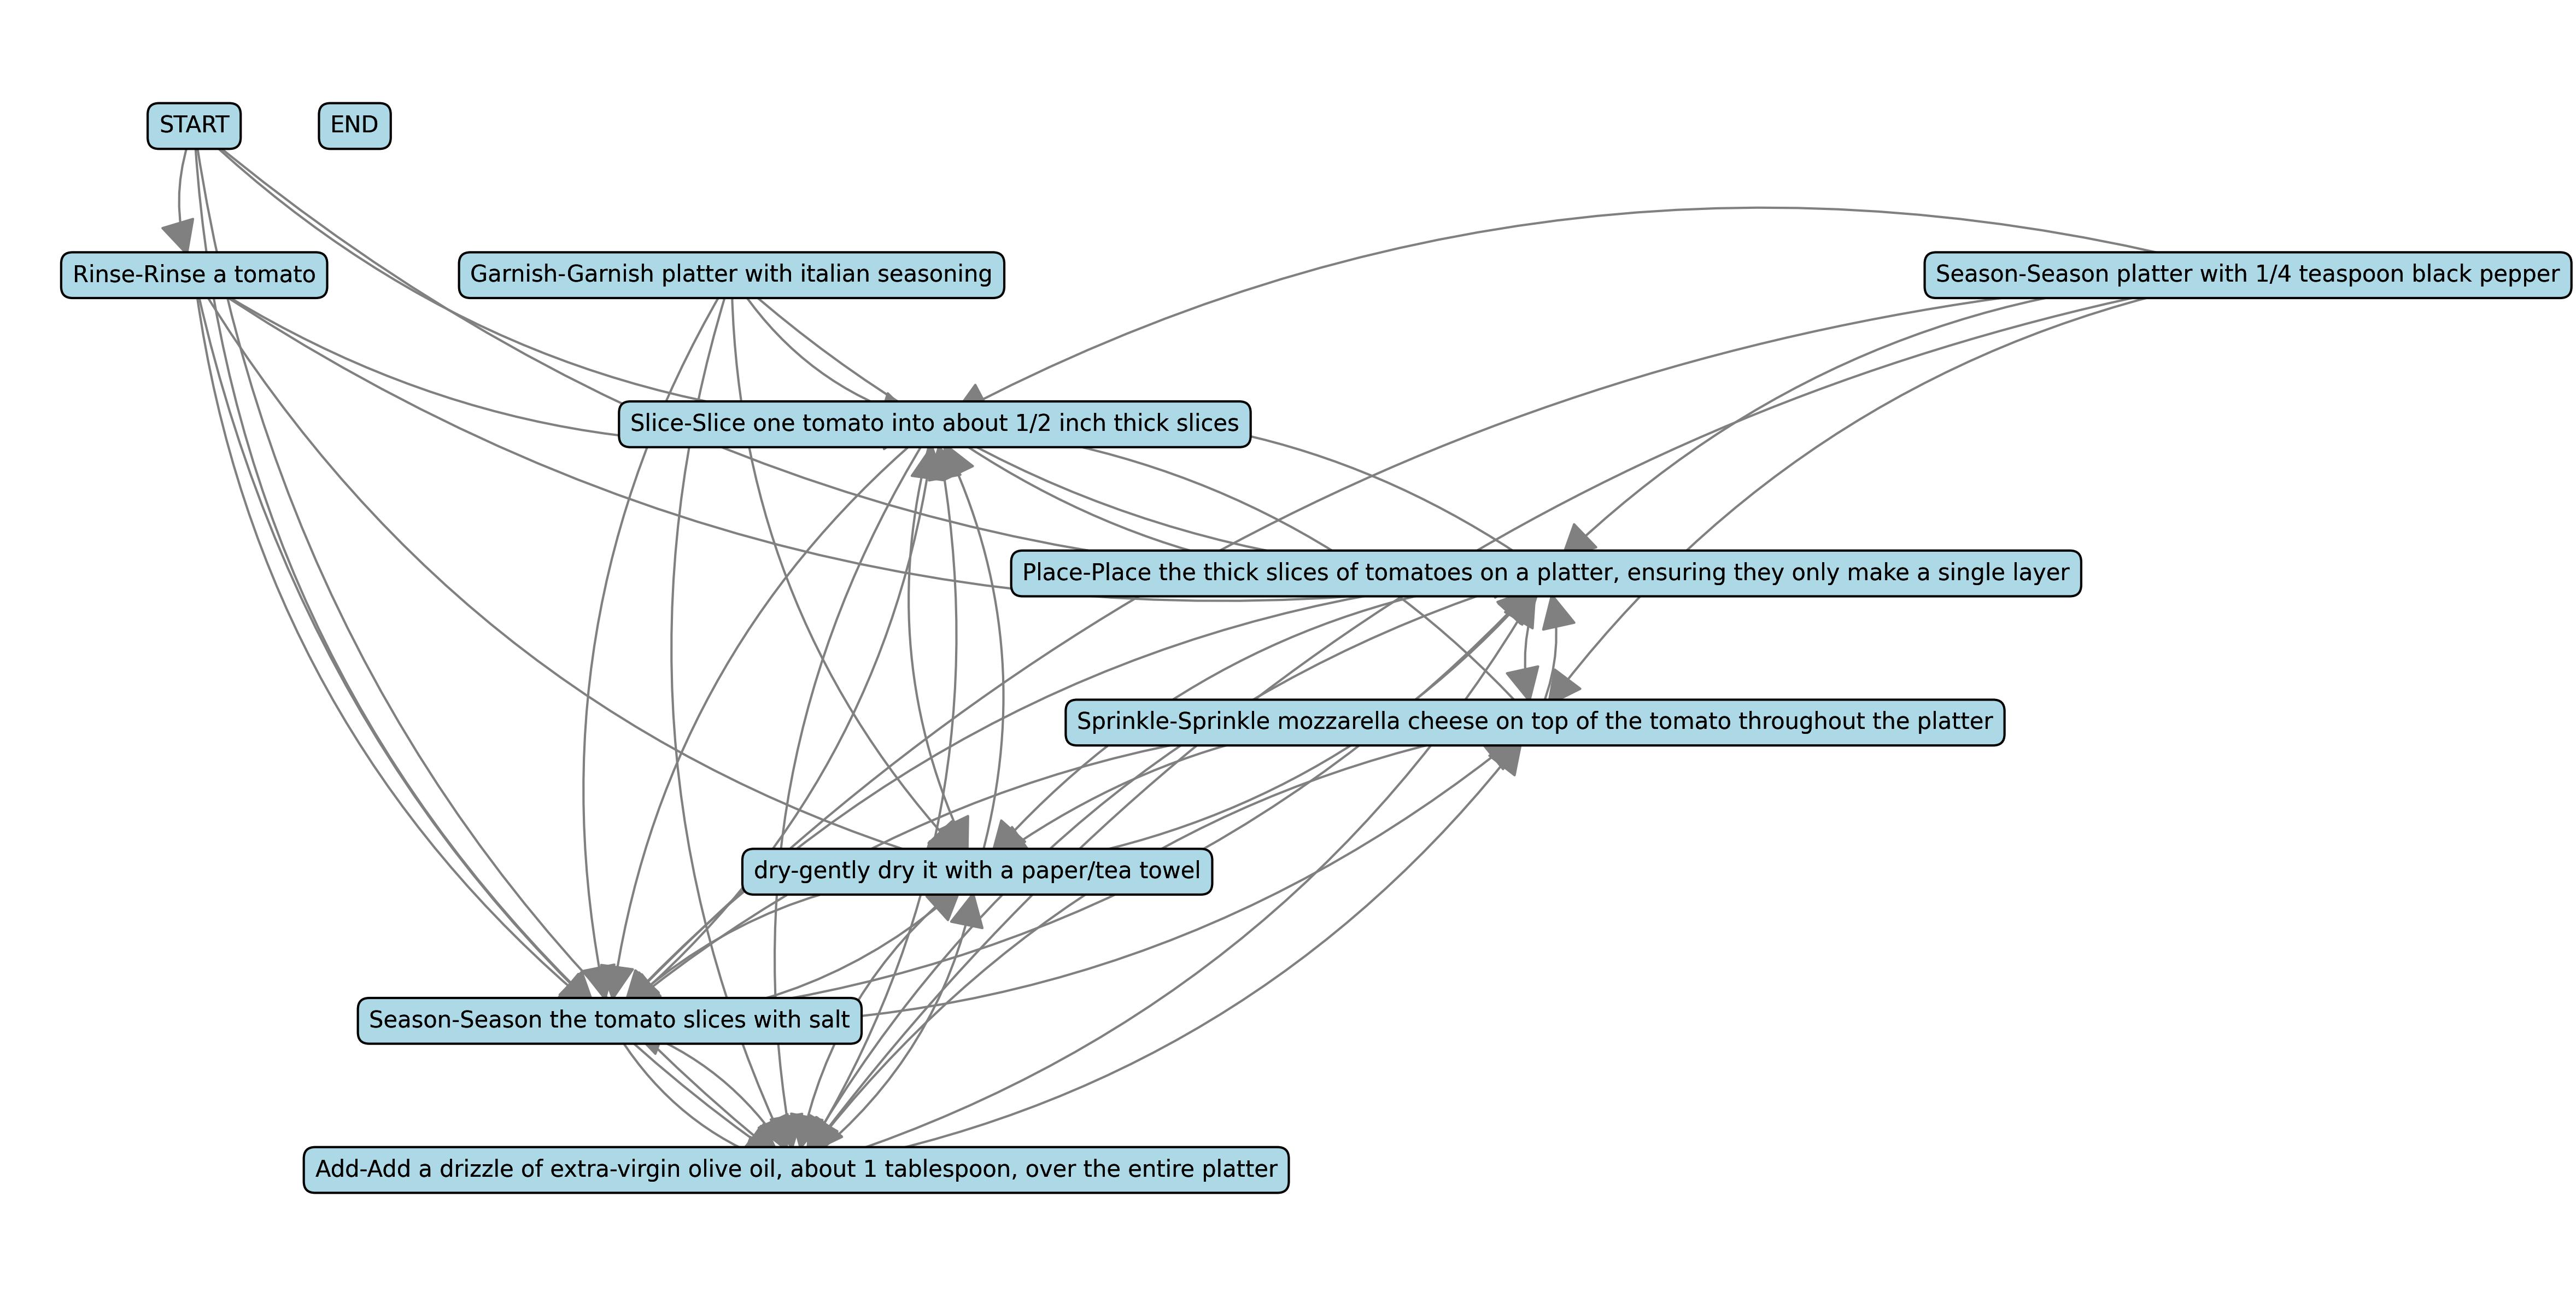 START
END
Rinse-Rinse a tomato
Garnish-Garnish platter with italian seasoning
Season-Season platter with 1/4 teaspoon black pepper
Slice-Slice one tomato into about 1/2 inch thick slices
Place-Place the thick slices of tomatoes on a platter, ensuring they only make a single layer
Sprinkle-Sprinkle mozzarella cheese on top of the tomato throughout the platter
dry-gently dry it with a paper/tea towel
Season-Season the tomato slices with salt
Add-Add a drizzle of extra-virgin olive oil, about 1 tablespoon, over the entire platter